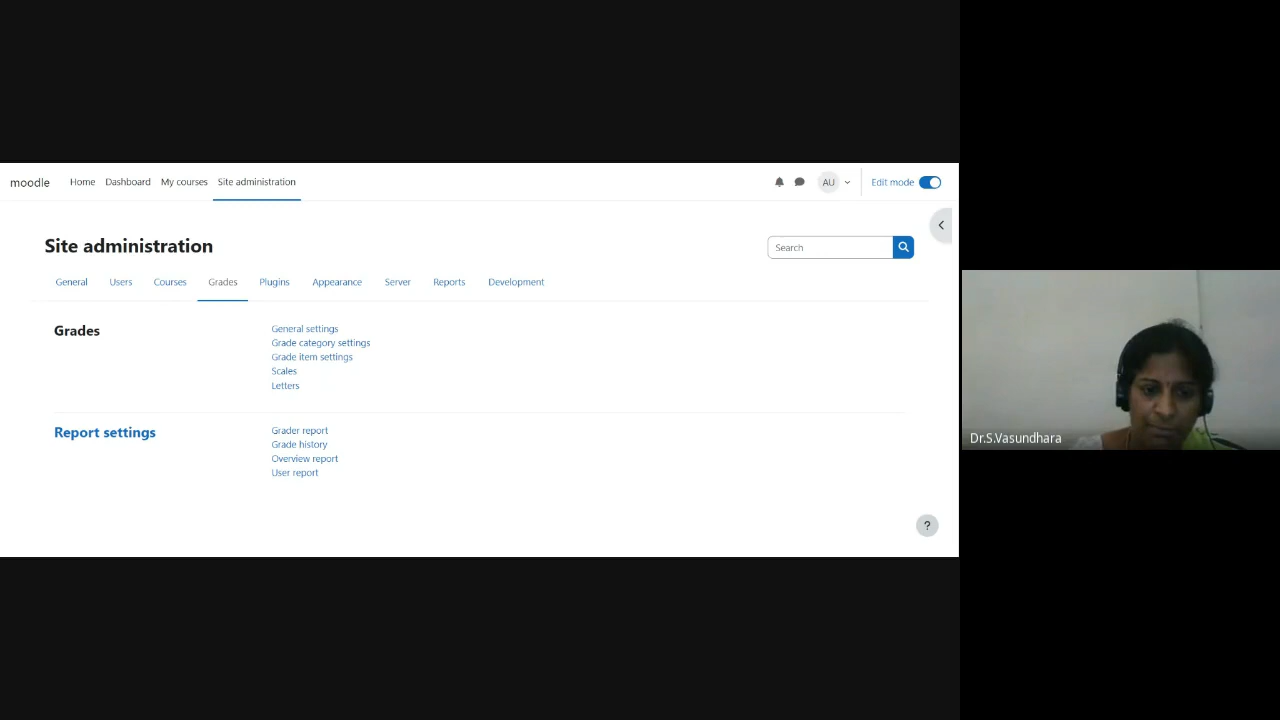 moodle Home Dashboard My courses Site administration AU Edit mode
Site administration
Search
General Users Courses Grades Plugins Appearance Server Reports Development
Grades
General settings
Grade category settings
Grade item settings
Scales
Letters
Report settings
Grader report
Grade history
Overview report
User report
?
Dr.S.Vasundhara